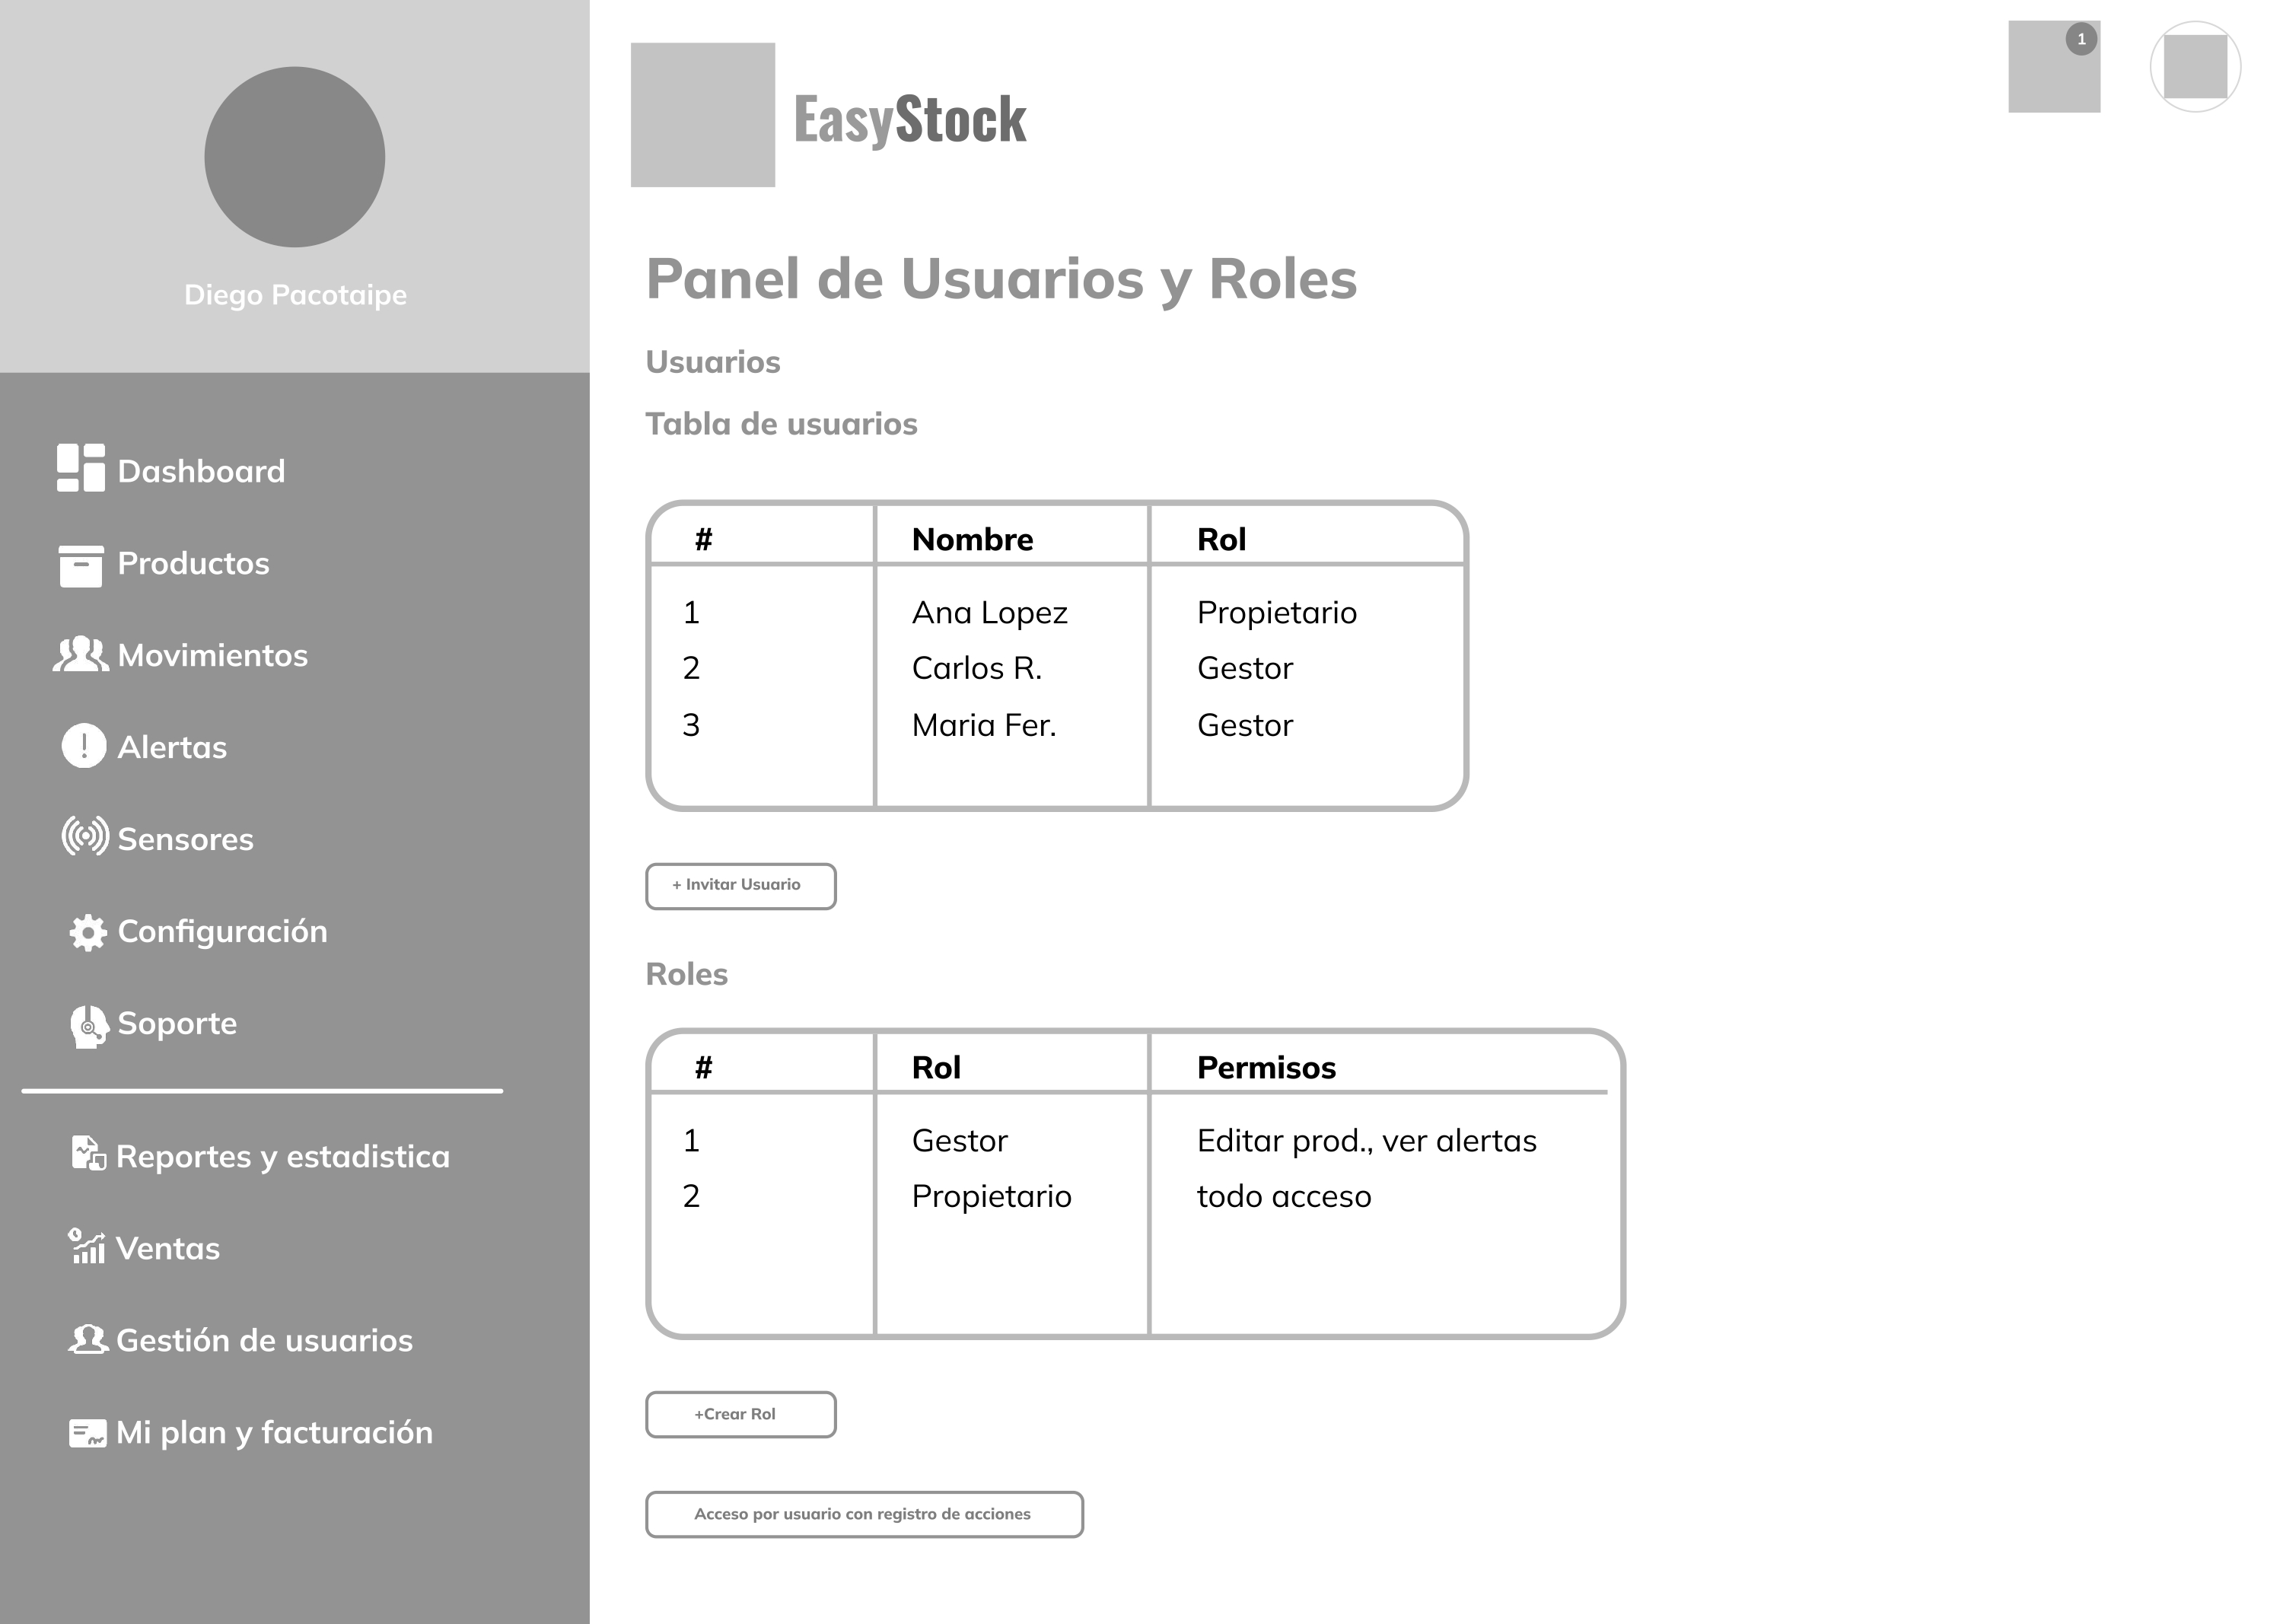 Diego Pacotaipe
Dashboard
Productos
Movimientos
Alertas
Sensores
Configuración
Soporte
Reportes y estadistica
Ventas
Gestión de usuarios
Mi plan y facturación
EasyStock
1
Panel de Usuarios y Roles
Usuarios
Tabla de usuarios
# Nombre Rol
1 Ana Lopez Propietario
2 Carlos R. Gestor
3 Maria Fer. Gestor
+ Invitar Usuario
Roles
# Rol Permisos
1 Gestor Editar prod., ver alertas
2 Propietario todo acceso
+Crear Rol
Acceso por usuario con registro de acciones